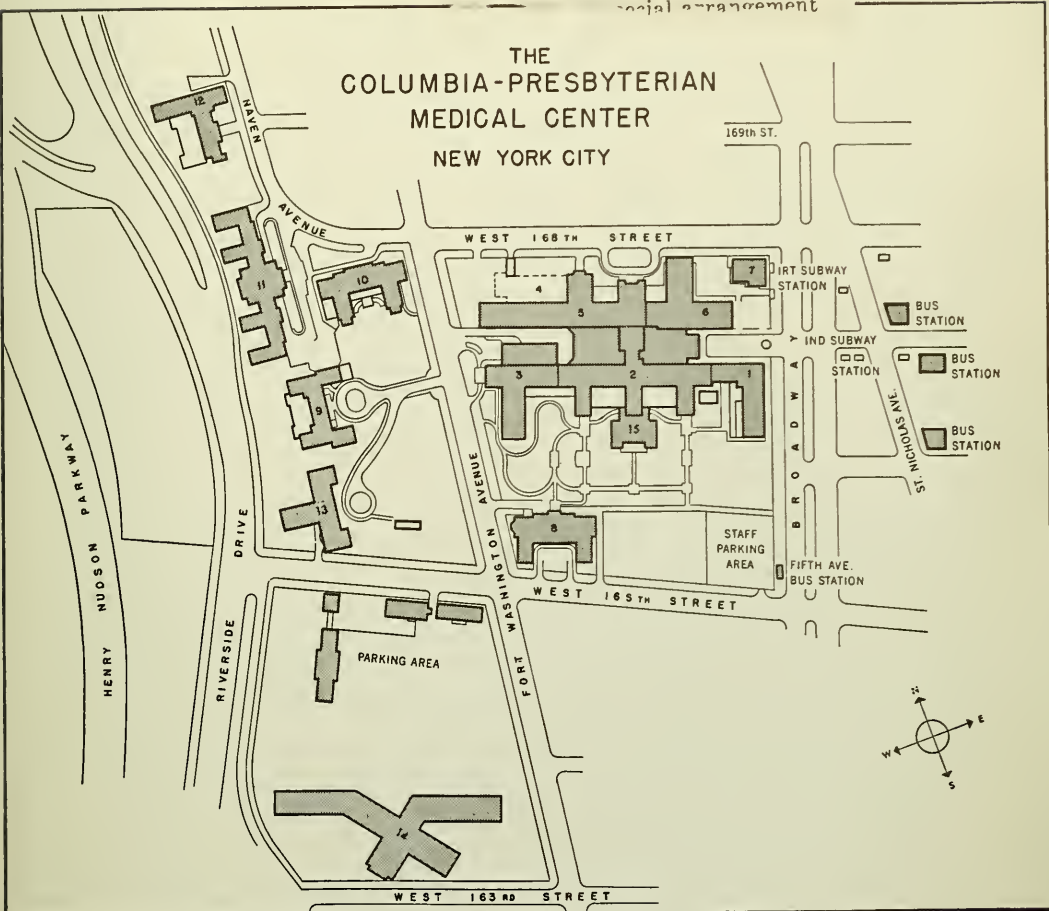 arrangement
THE
COLUMBIA-PRESBYTERIAN
MEDICAL CENTER
NEW YORK CITY
169th ST.
HAVEN
AVENUE
WEST 168TH STREET
12
11
10
9
13
4
5
6
7
3
2
1
15
8
14
IRT SUBWAY
STATION
IND SUBWAY
STATION
BUS
STATION
BUS
STATION
BUS
STATION
ST. NICHOLAS AVE.
BROADWAY
STAFF
PARKING
AREA
FIFTH AVE.
BUS STATION
WEST 165TH STREET
FORT WASHINGTON AVENUE
HENRY HUDSON PARKWAY
RIVERSIDE DRIVE
PARKING AREA
N
E
W
S
WEST 163RD STREET